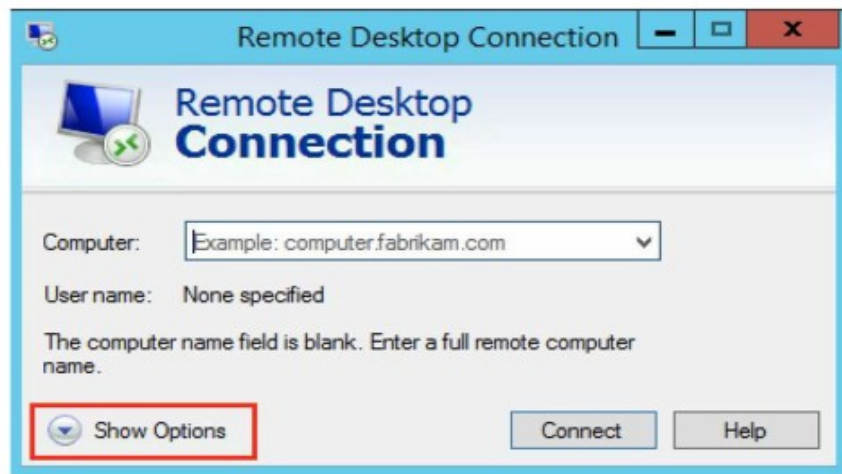 Remote Desktop Connection
Remote Desktop
Connection
Computer: Example: computer.fabrikam.com
User name: None specified
The computer name field is blank. Enter a full remote computer
name.
Show Options Connect Help